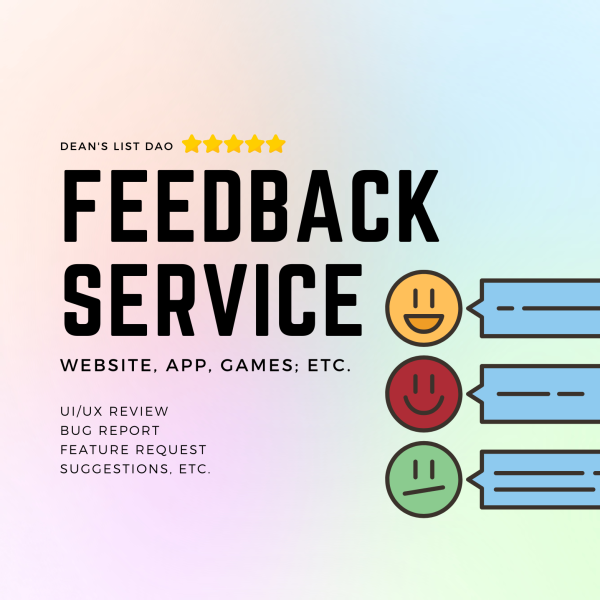 DEAN'S LIST DAO
FEEDBACK
SERVICE
WEBSITE, APP, GAMES; ETC.
UI/UX REVIEW
BUG REPORT
FEATURE REQUEST
SUGGESTIONS, ETC.